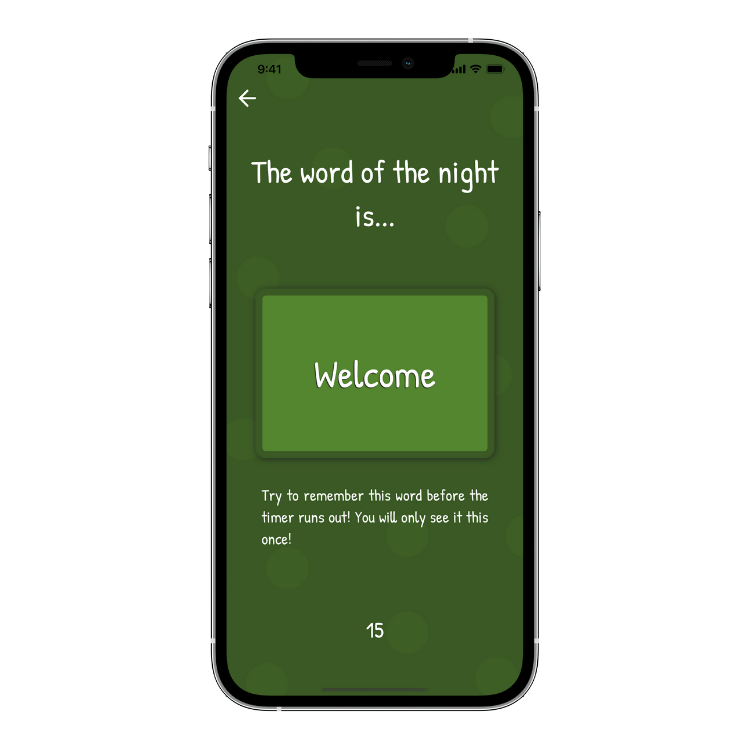 9:41
The word of the night
is...
Welcome
Try to remember this word before the
timer runs out! You will only see it this
once!
15